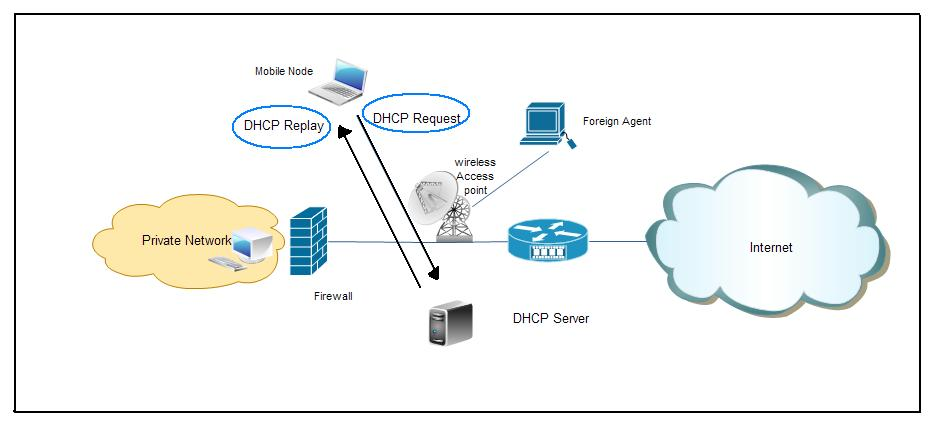 Mobile Node
DHCP Replay
DHCP Request
Foreign Agent
wireless
Access
point
Private Network
Internet
Firewall
DHCP Server